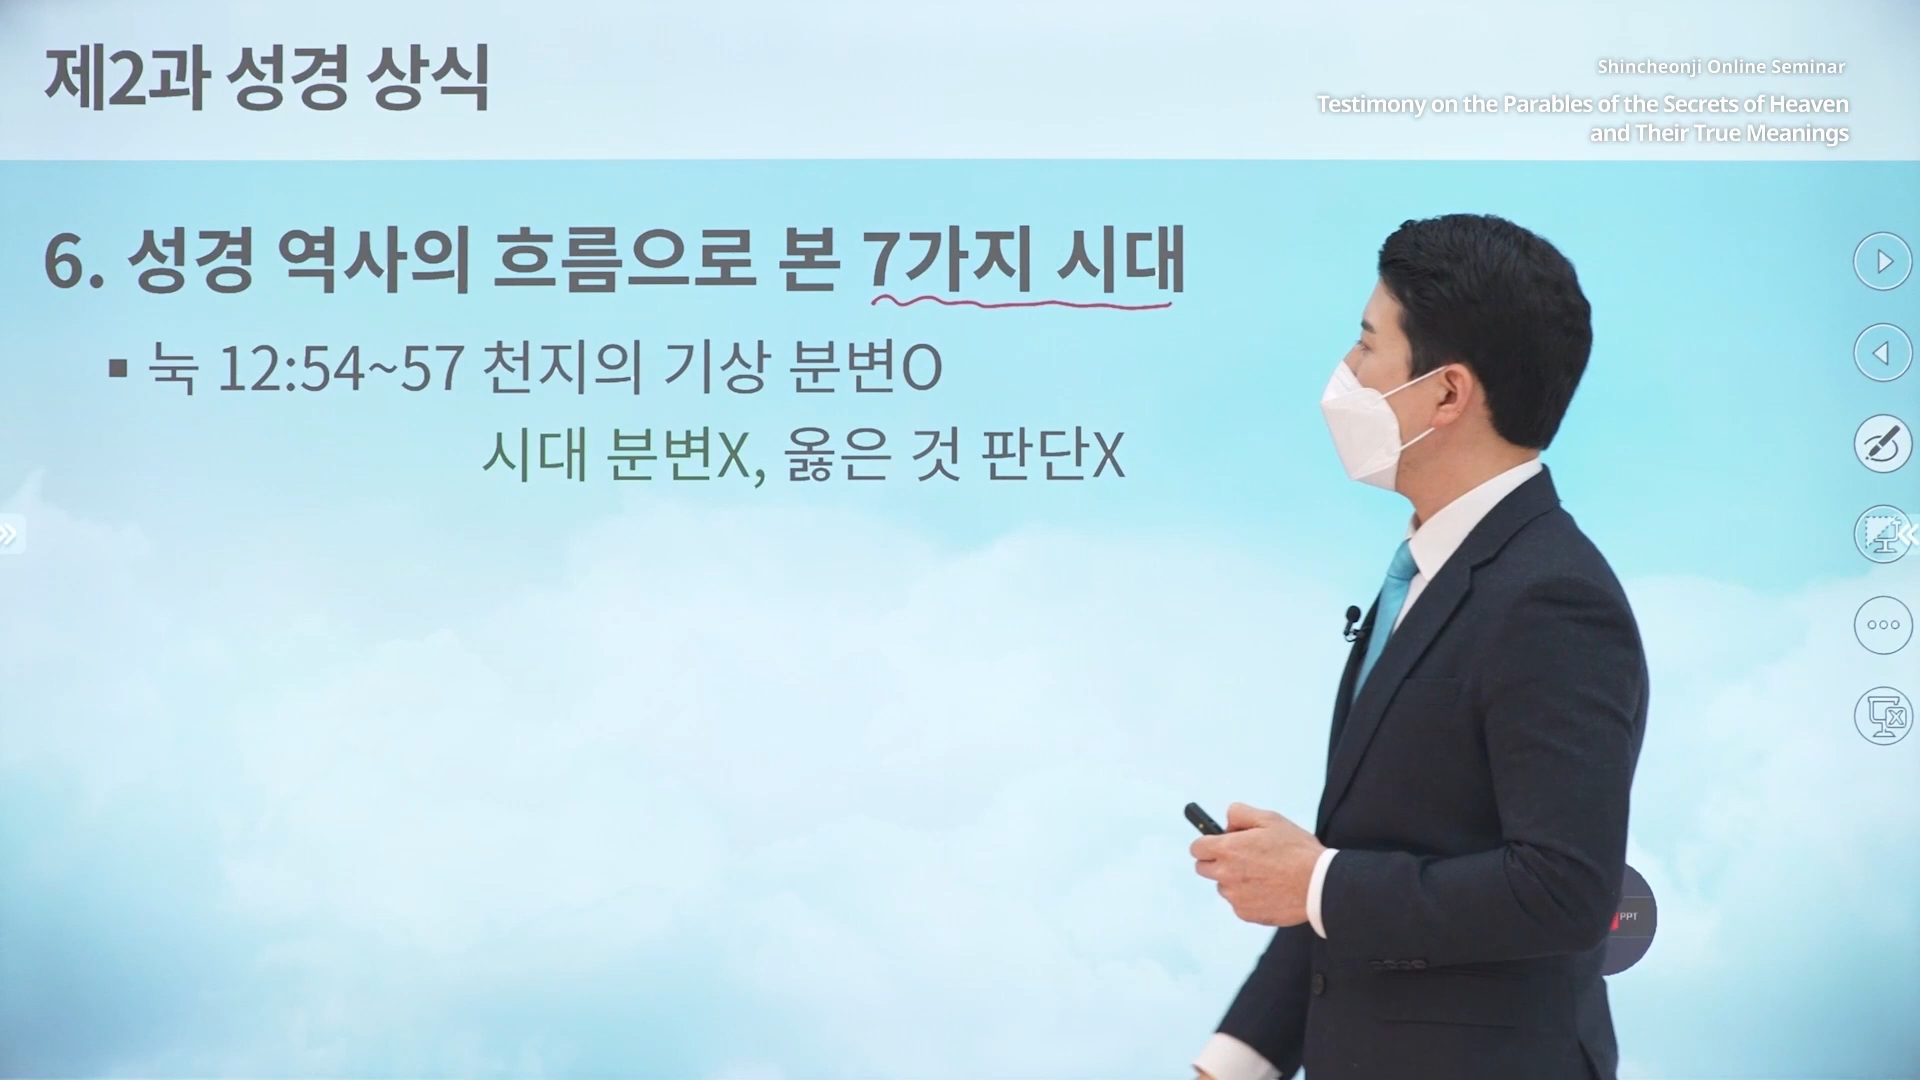 제2과 성경 상식
Shincheonji Online Seminar
Testimony on the Parables of the Secrets of Heaven
and Their True Meanings
6. 성경 역사의 흐름으로 본 7가지 시대
▪ 눅 12:54~57 천지의 기상 분변O
시대 분변X, 옳은 것 판단X
PPT